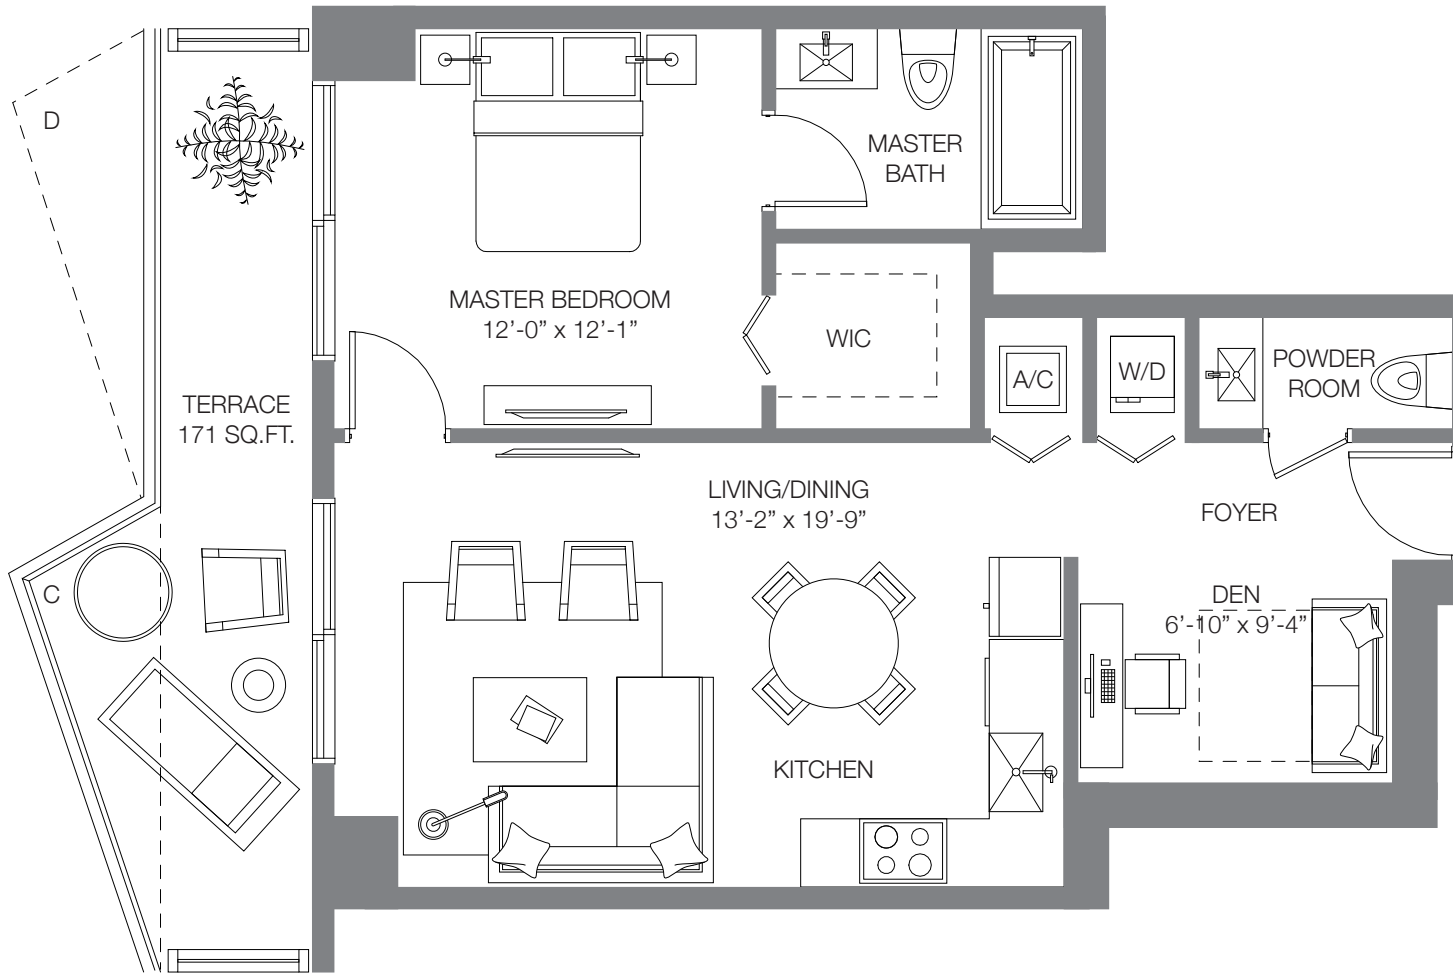 D
MASTER
BATH
MASTER BEDROOM
12’-0” x 12’-1”
WIC
A/C
W/D
POWDER
ROOM
TERRACE
171 SQ.FT.
LIVING/DINING
13’-2” x 19’-9”
FOYER
C
DEN
6’-10” x 9’-4”
KITCHEN